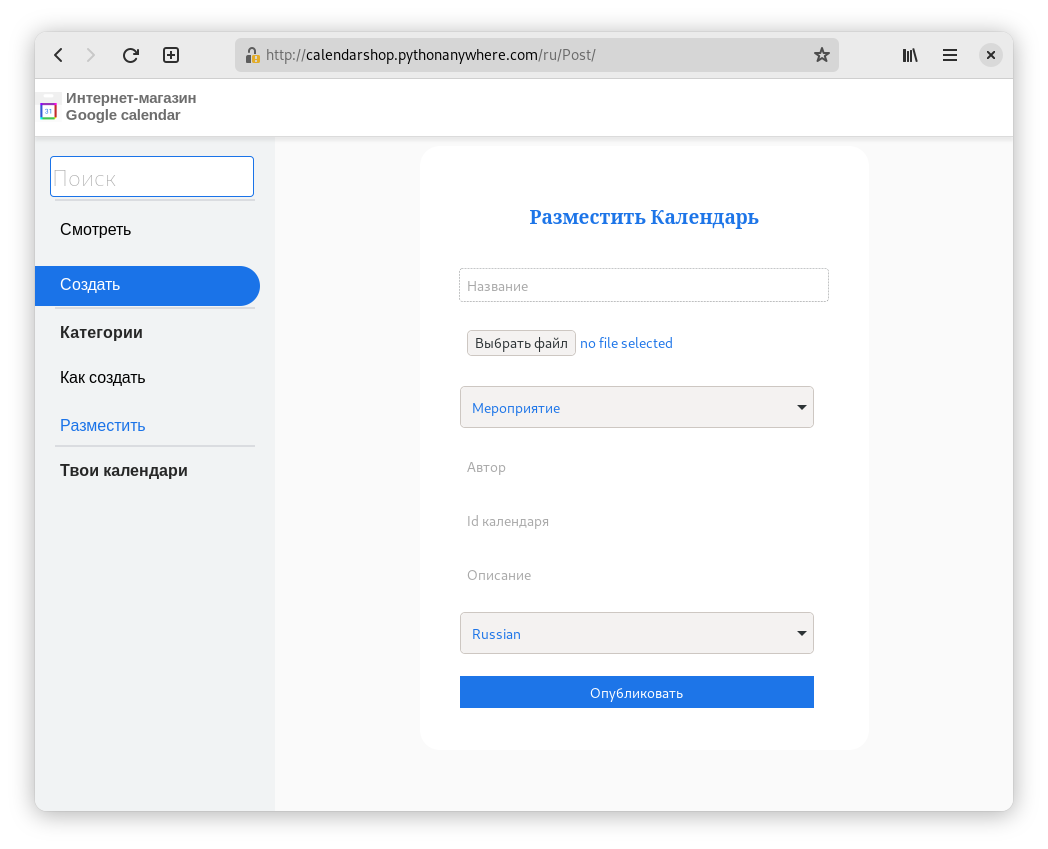 http://calendarshop.pythonanywhere.com/ru/Post/
Интернет-магазин
Google calendar
31
Поиск
Смотреть
Создать
Категории
Как создать
Разместить
Твои календари
Разместить Календарь
Название
Выбрать файл no file selected
Мероприятие
Автор
Id календаря
Описание
Russian
Опубликовать